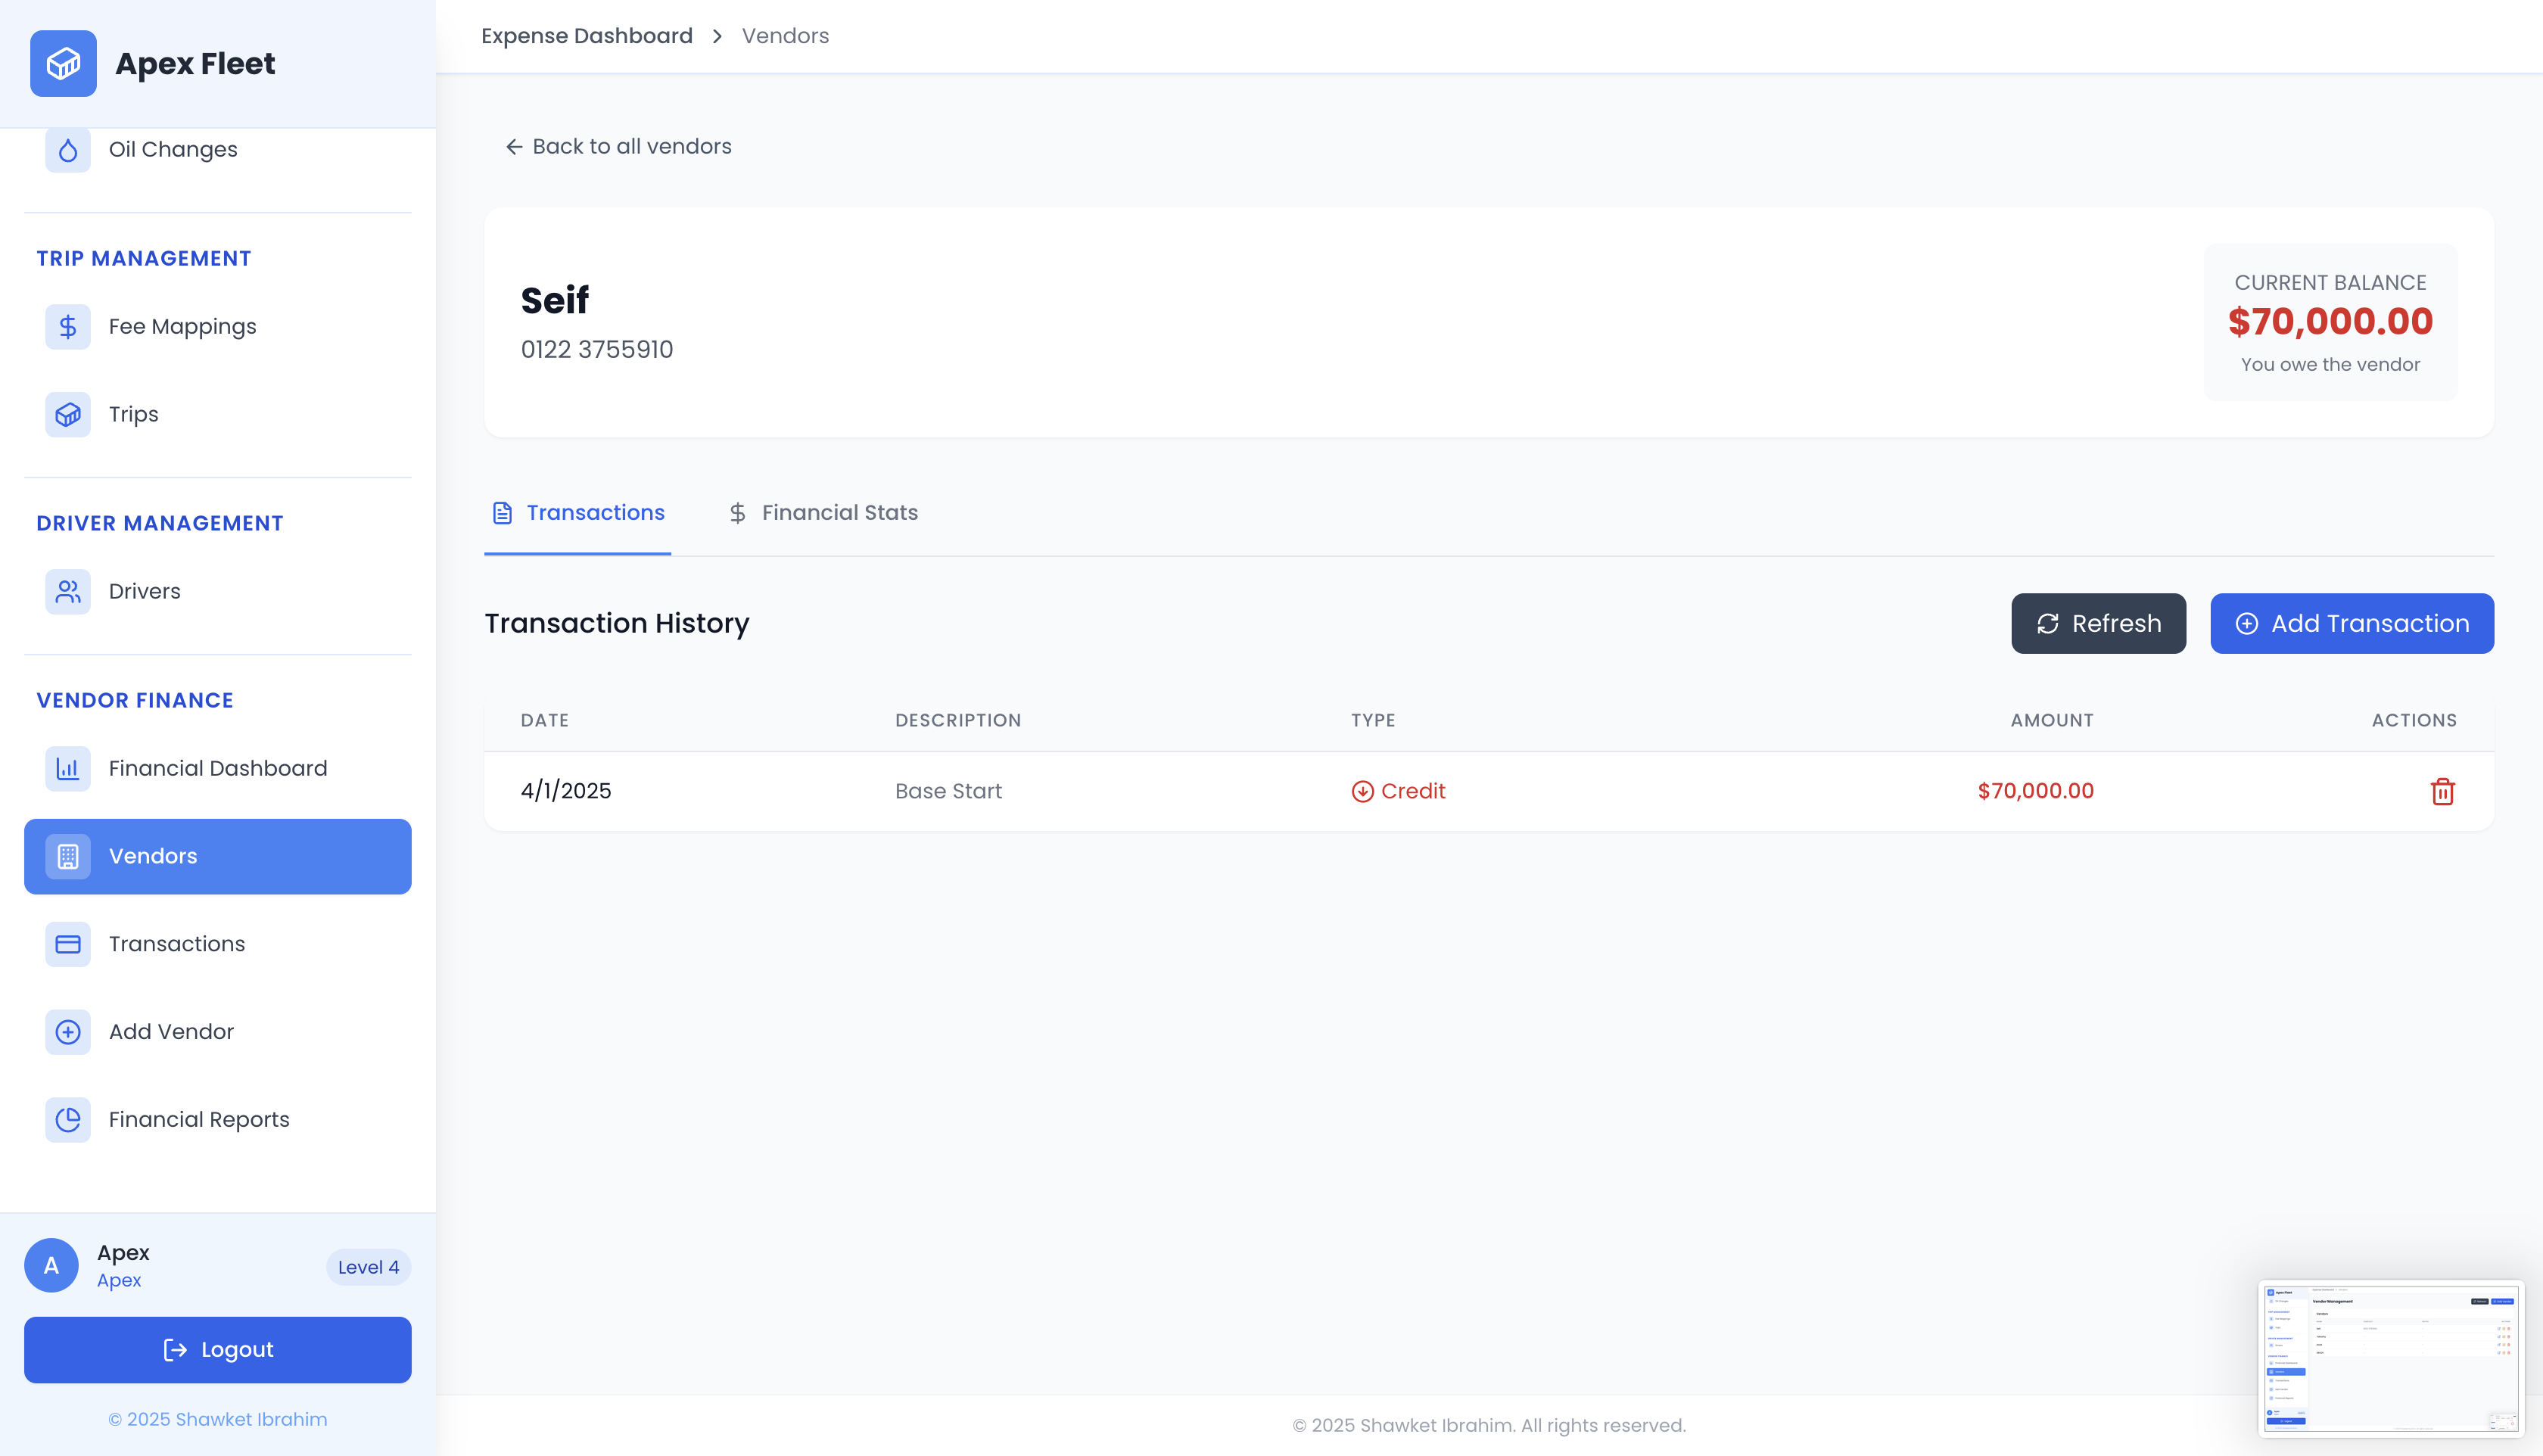 Apex Fleet
Oil Changes
TRIP MANAGEMENT
Fee Mappings
Trips
DRIVER MANAGEMENT
Drivers
VENDOR FINANCE
Financial Dashboard
Vendors
Transactions
Add Vendor
Financial Reports
A
Apex
Apex
Level 4
Logout
© 2025 Shawket Ibrahim
Expense Dashboard > Vendors
Back to all vendors
Seif
0122 3755910
CURRENT BALANCE
$70,000.00
You owe the vendor
Transactions
Financial Stats
Transaction History
Refresh
Add Transaction
DATE DESCRIPTION TYPE AMOUNT ACTIONS
4/1/2025 Base Start Credit $70,000.00
© 2025 Shawket Ibrahim. All rights reserved.
Apex Fleet
Vendor Management